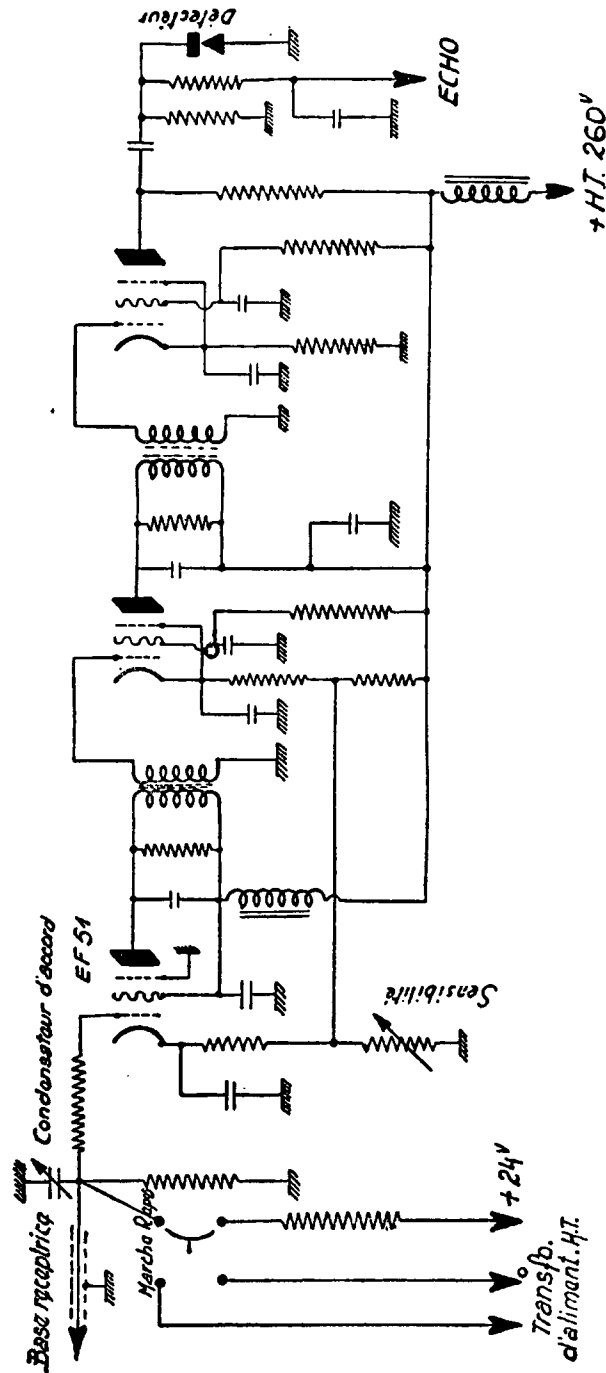 Base réceptrice
Condensateur d'accord
EF 51
Marche Repos
Sensibilité
+ 24V
Transfo.
d'aliment. H.T.
Détecteur
ECHO
+ H.T. 260V